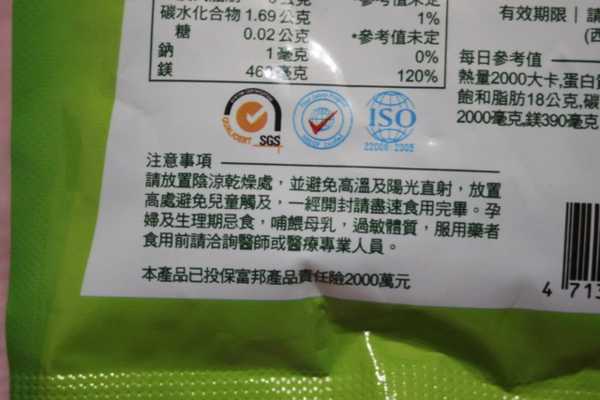 碳水化合物 1.69 公克 1%
糖 0.02 公克 *參考值未定
鈉 1 毫克 0%
鎂 毫克 120%
有效期限｜
每日參考值
熱量2000大卡,蛋白
飽和脂肪18公克,碳
2000毫克,鎂390毫克
SGS
ISO
22000:2005
注意事項
請放置陰涼乾燥處，並避免高溫及陽光直射，放置
高處避免兒童觸及，一經開封請盡速食用完畢。孕
婦及生理期忌食，哺餵母乳，過敏體質，服用藥者
食用前請洽詢醫師或醫療專業人員。
本產品已投保富邦產品責任險2000萬元
4 713